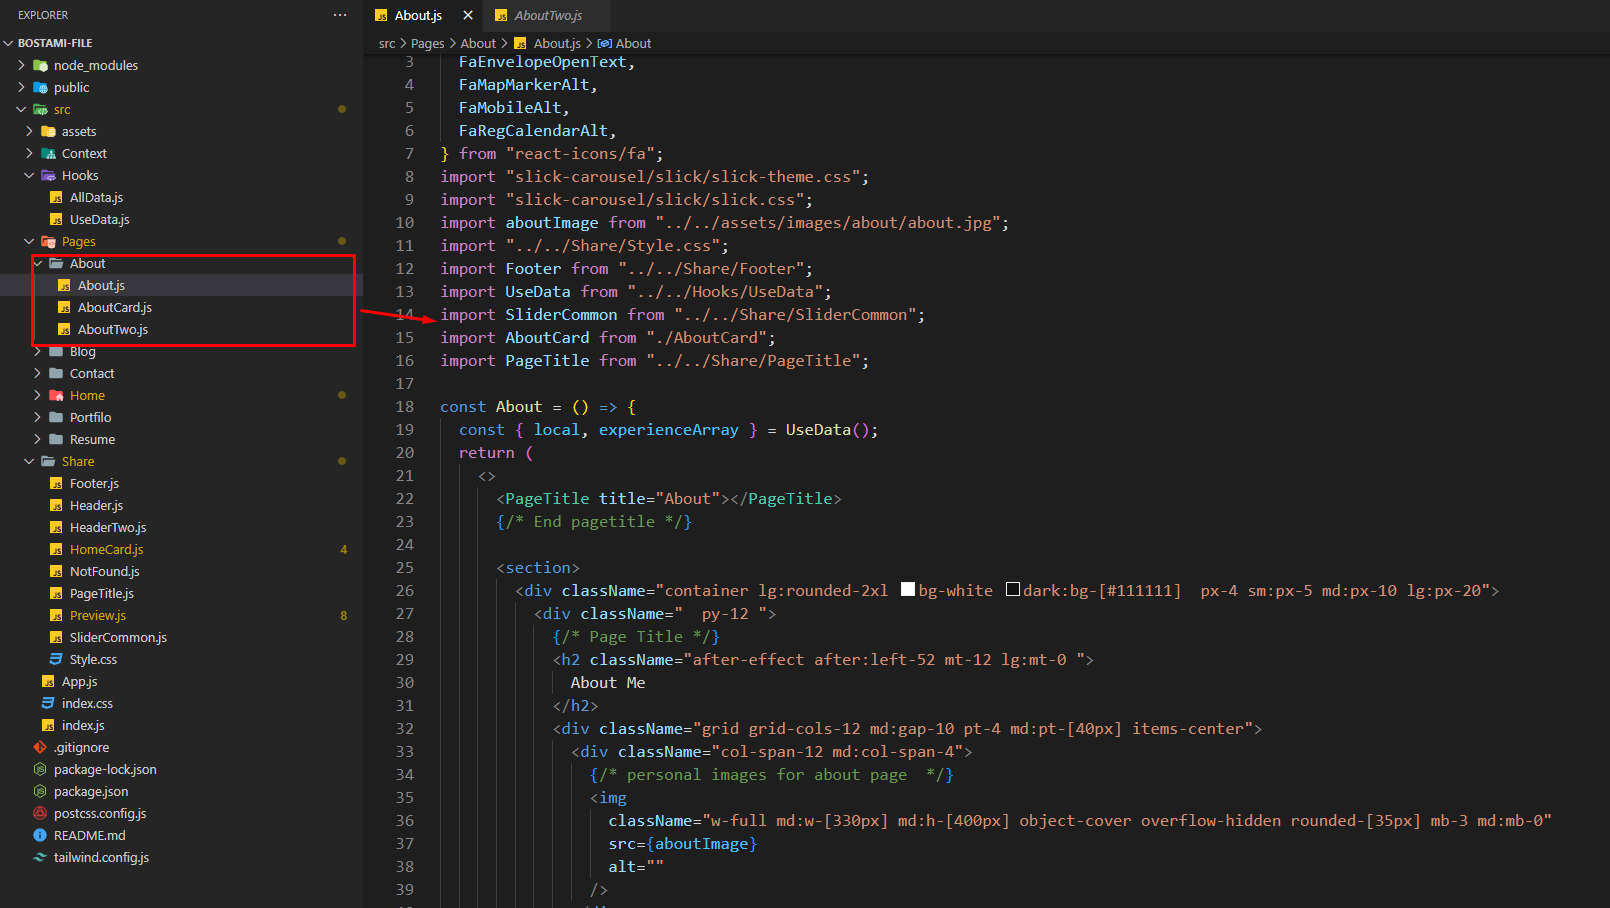 EXPLORER
BOSTAMI-FILE
node_modules
public
src
assets
Context
Hooks
AllData.js
UseData.js
Pages
About
About.js
AboutCard.js
AboutTwo.js
Blog
Contact
Home
Portfilo
Resume
Share
Footer.js
Header.js
HeaderTwo.js
HomeCard.js 4
NotFound.js
PageTitle.js
Preview.js 8
SliderCommon.js
Style.css
App.js
index.css
index.js
.gitignore
package-lock.json
package.json
postcss.config.js
README.md
tailwind.config.js
About.js AboutTwo.js
src > Pages > About > About.js > About
3 FaEnvelopeOpenText,
4 FaMapMarkerAlt,
5 FaMobileAlt,
6 FaRegCalendarAlt,
7 } from "react-icons/fa";
8 import "slick-carousel/slick/slick-theme.css";
9 import "slick-carousel/slick/slick.css";
10 import aboutImage from "../../assets/images/about/about.jpg";
11 import "../../Share/Style.css";
12 import Footer from "../../Share/Footer";
13 import UseData from "../../Hooks/UseData";
14 import SliderCommon from "../../Share/SliderCommon";
15 import AboutCard from "./AboutCard";
16 import PageTitle from "../../Share/PageTitle";
17
18 const About = () => {
19 const { local, experienceArray } = UseData();
20 return (
21 <>
22 <PageTitle title="About"></PageTitle>
23 {/* End pagetitle */}
24
25 <section>
26 <div className="container lg:rounded-2xl bg-white dark:bg-[#111111]  px-4 sm:px-5 md:px-10 lg:px-20">
27 <div className="  py-12 ">
28 {/* Page Title */}
29 <h2 className="after-effect after:left-52 mt-12 lg:mt-0 ">
30 About Me
31 </h2>
32 <div className="grid grid-cols-12 md:gap-10 pt-4 md:pt-[40px] items-center">
33 <div className="col-span-12 md:col-span-4">
34 {/* personal images for about page  */}
35 <img
36 className="w-full md:w-[330px] md:h-[400px] object-cover overflow-hidden rounded-[35px] mb-3 md:mb-0"
37 src={aboutImage}
38 alt=""
39 />